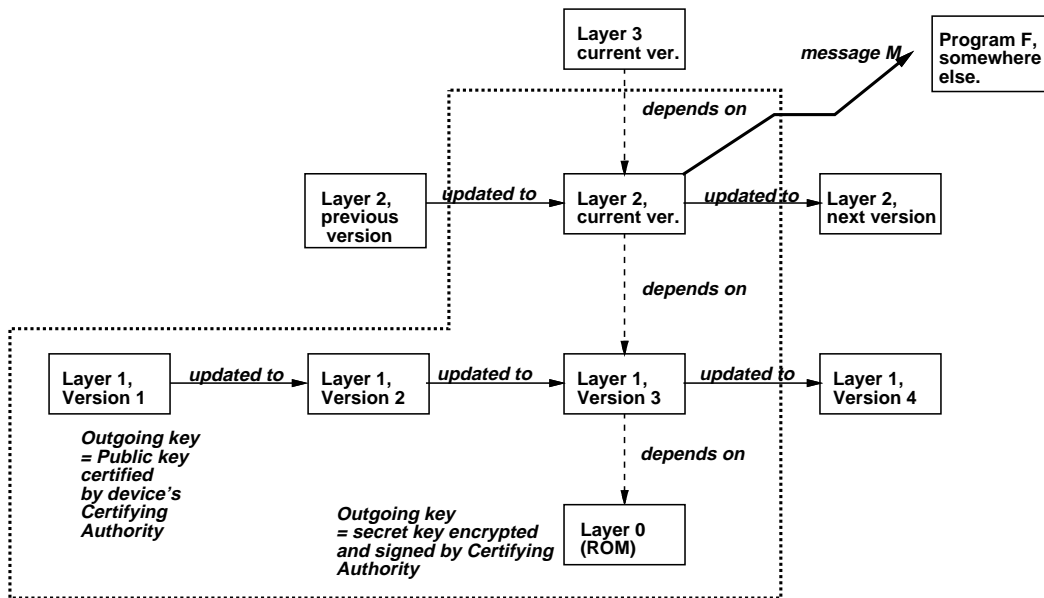 Layer 3
current ver.
message M
Program F,
somewhere
else.
depends on
Layer 2,
previous
version
updated to
Layer 2,
current ver.
updated to
Layer 2,
next version
depends on
Layer 1,
Version 1
updated to
Layer 1,
Version 2
updated to
Layer 1,
Version 3
updated to
Layer 1,
Version 4
Outgoing key
= Public key
certified
by device's
Certifying
Authority
depends on
Outgoing key
= secret key encrypted
and signed by Certifying
Authority
Layer 0
(ROM)